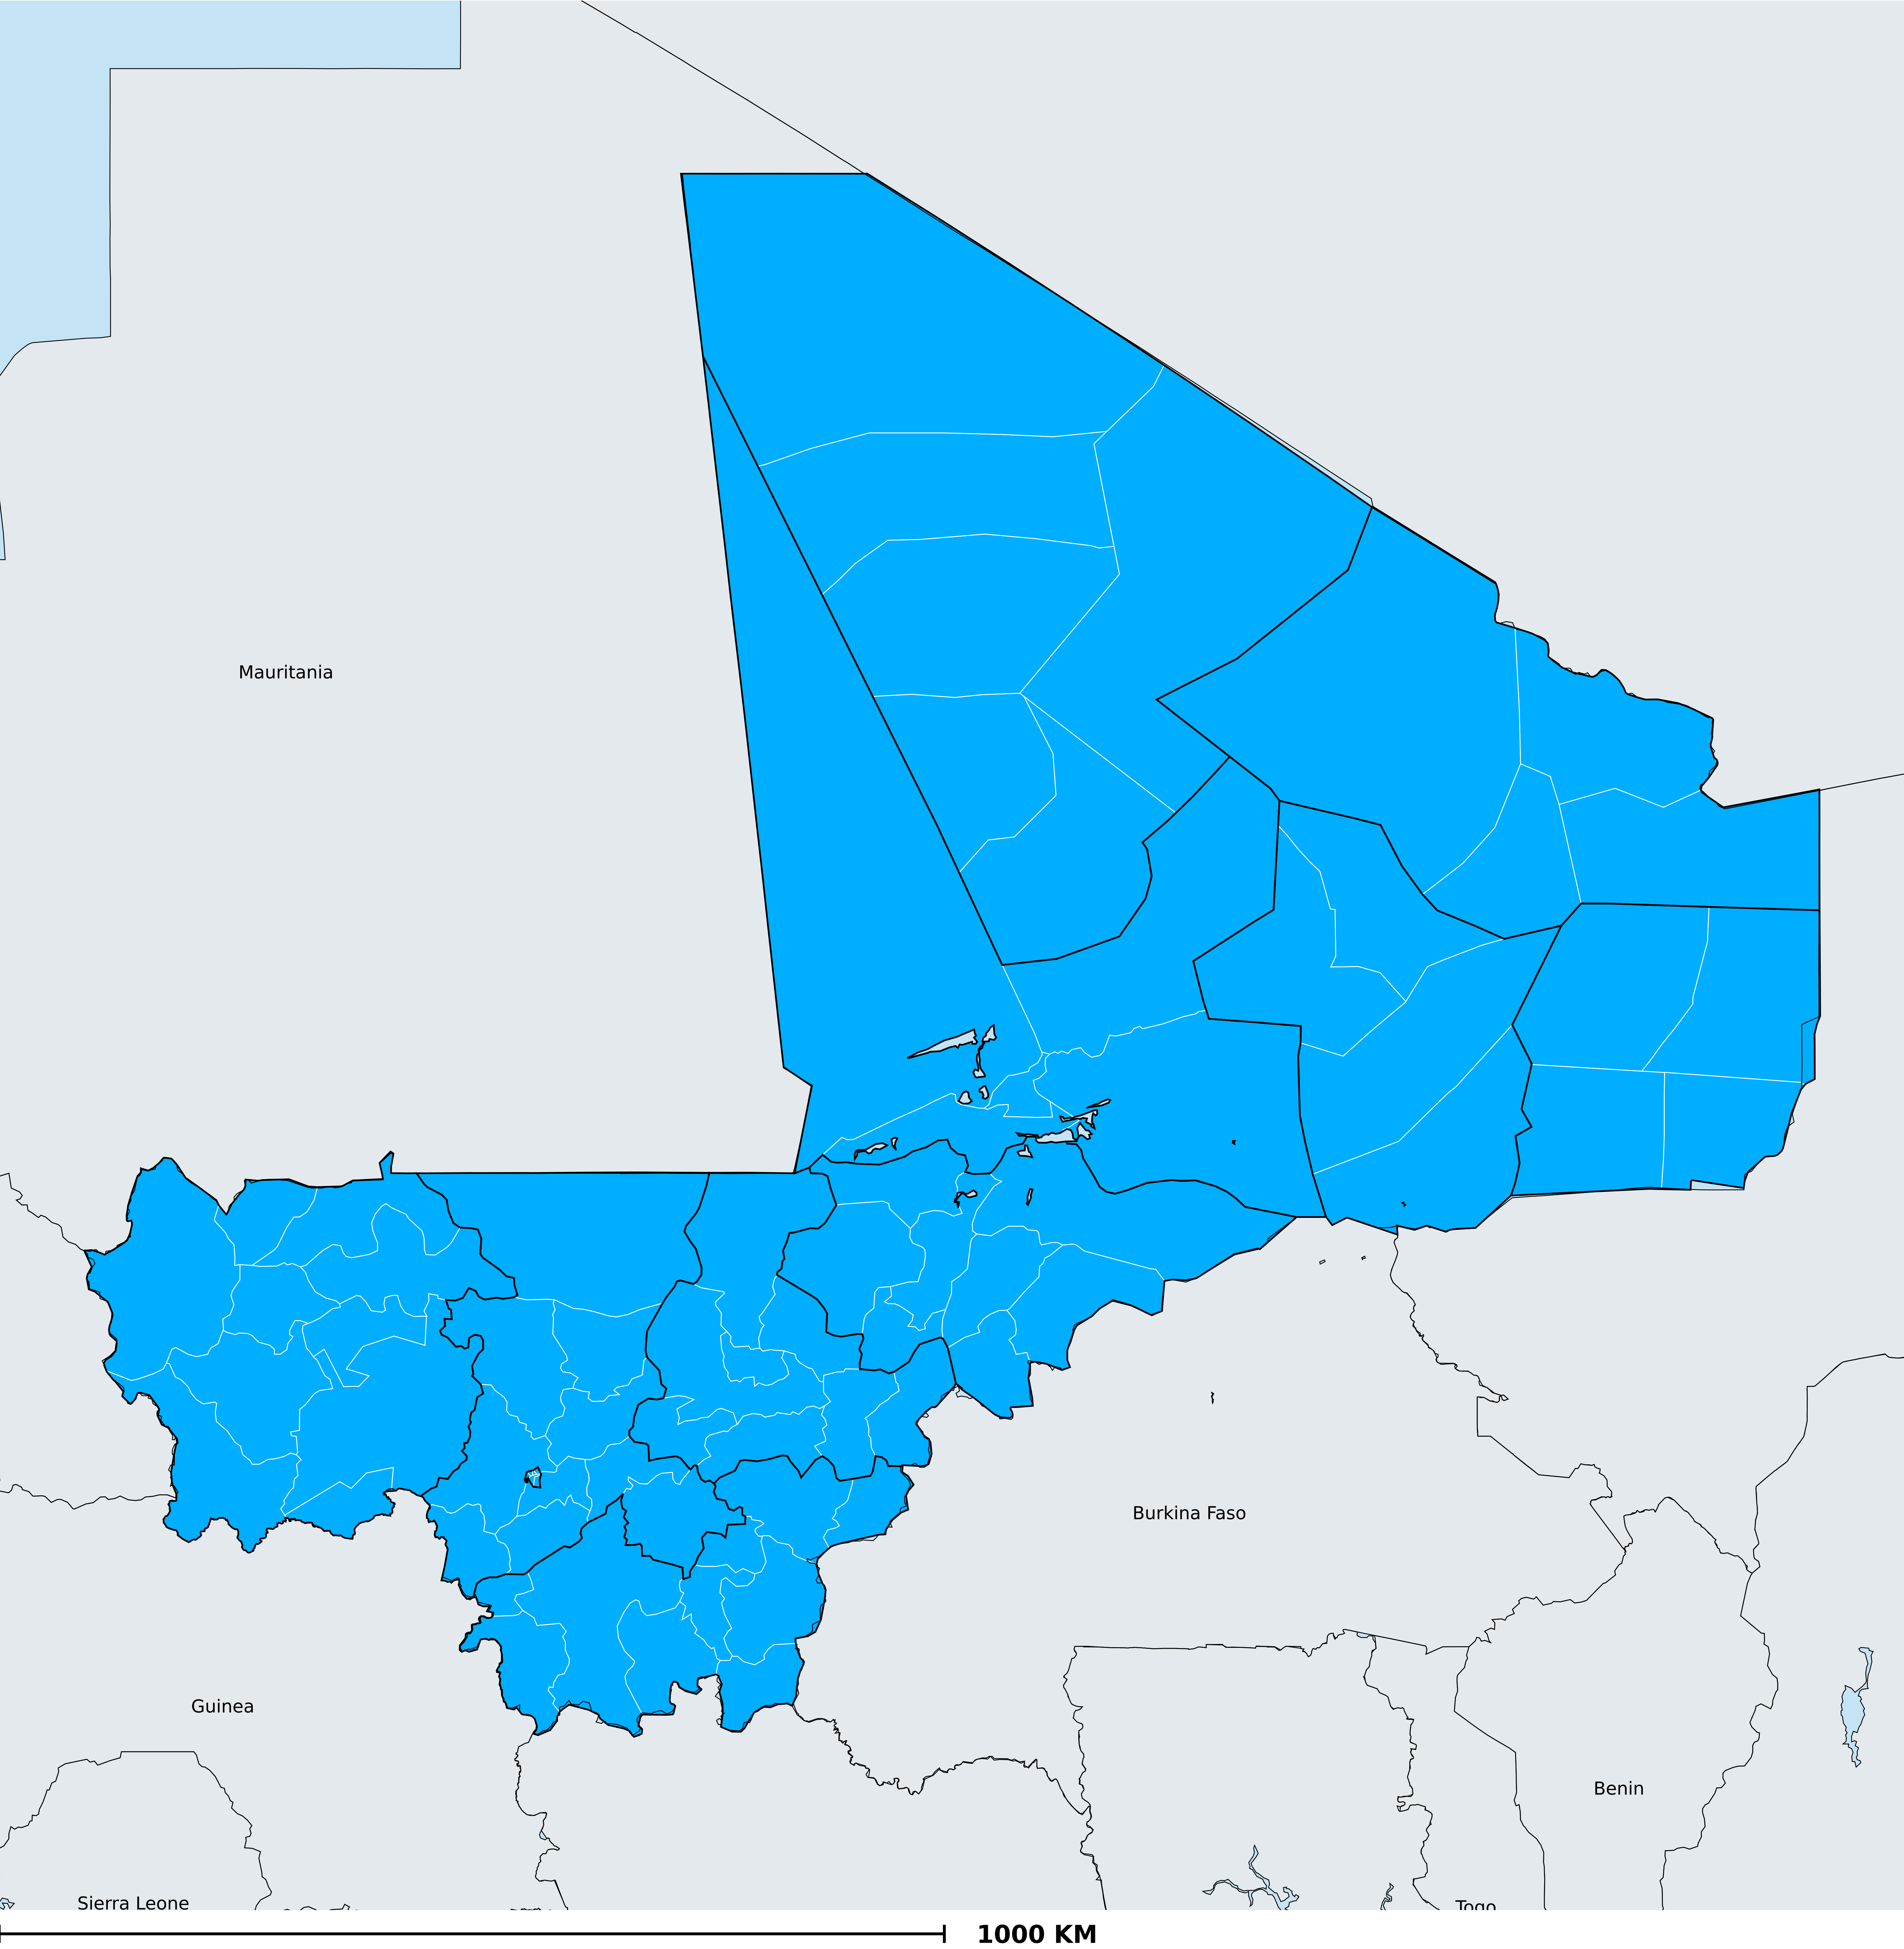 Mauritania
Burkina Faso
Guinea
Benin
Sierra Leone
Togo
1000 KM